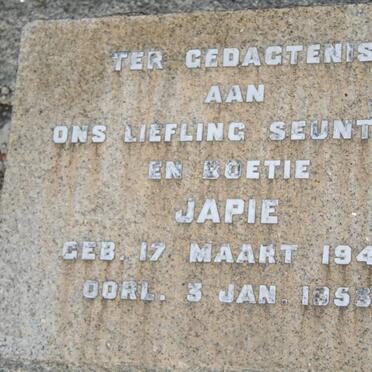 TER GEDAGTENIS
AAN
ONS LIEFLING SEUNT
EN BOETIE
JAPIE
GEB. 17 MAART 194
OORL. 3 JAN. 1953